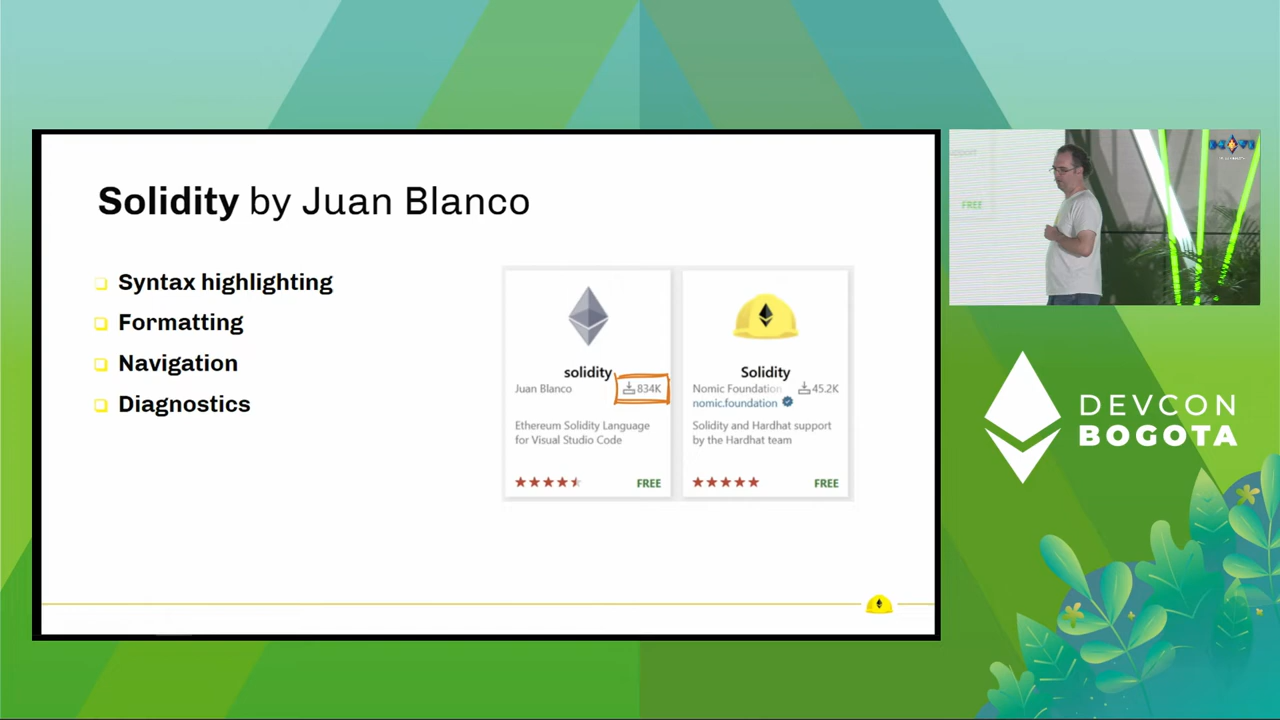 Solidity by Juan Blanco
Syntax highlighting
Formatting
Navigation
Diagnostics
solidity
Juan Blanco 834K
Ethereum Solidity Language
for Visual Studio Code
FREE
Solidity
Nomic Foundation 45.2K
nomic.foundation
Solidity and Hardhat support
by the Hardhat team
FREE
FREE
DEVCON
BOGOTA